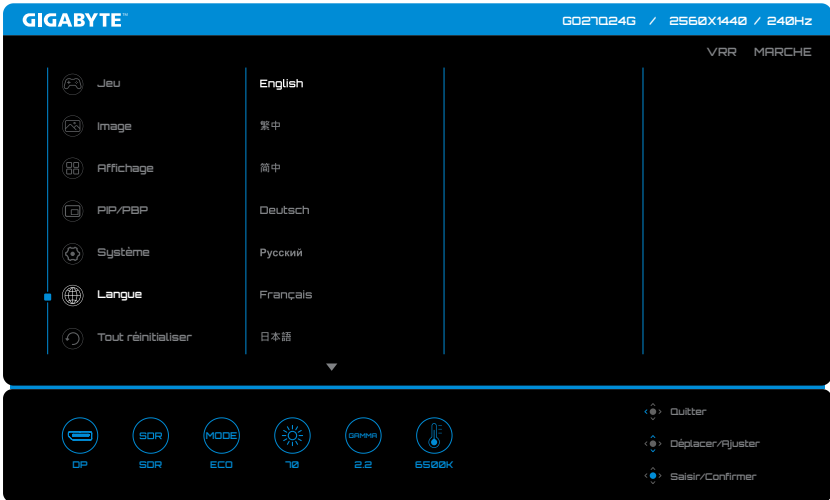 GIGABYTE™
GO27Q24G / 2560X1440 / 240Hz
VRR MARCHE
Jeu
English
Image
繁中
Affichage
简中
PIP/PBP
Deutsch
Système
Русский
Langue
Français
Tout réinitialiser
日本語
SDR
MODE
GAMMA
DP
SDR
ECO
70
2.2
6500K
Quitter
Déplacer/Ajuster
Saisir/Confirmer